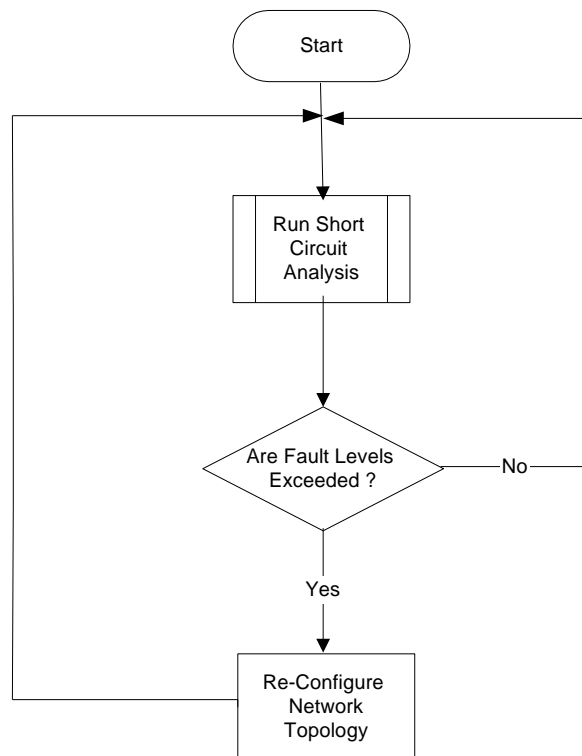 Start
Run Short
Circuit
Analysis
Are Fault Levels
Exceeded ?
No
Yes
Re-Configure
Network
Topology